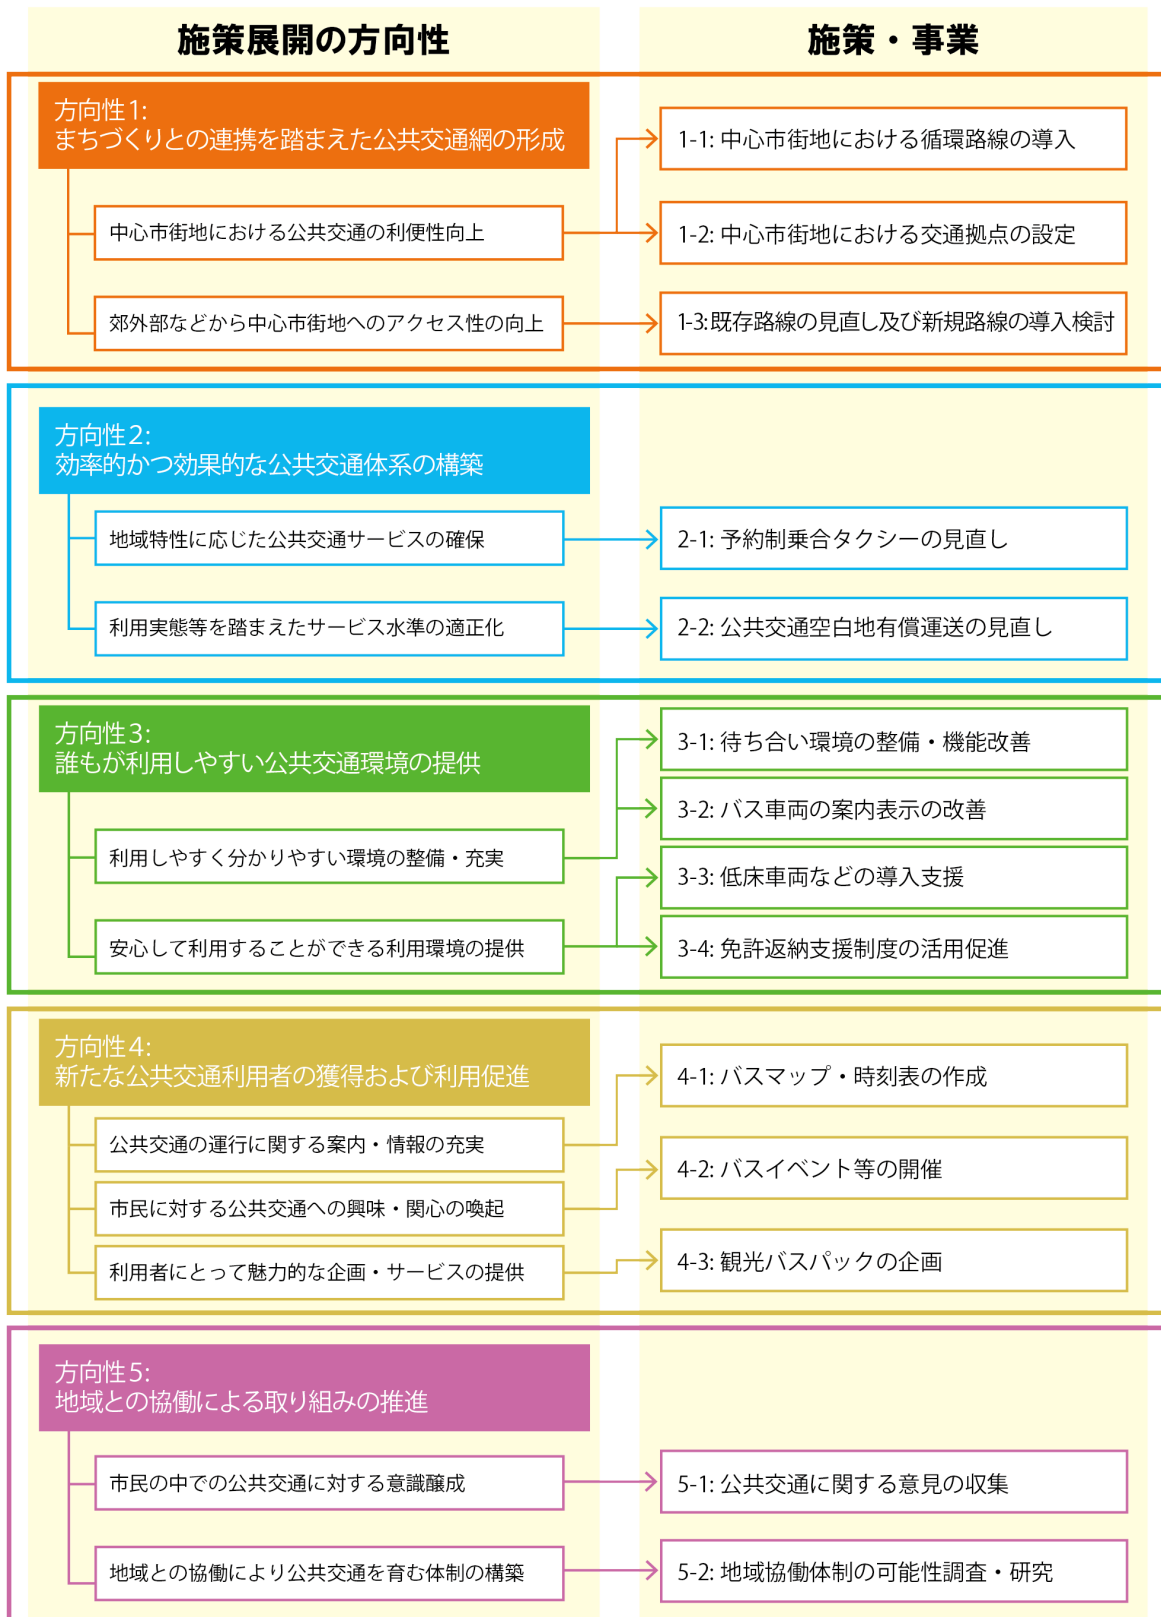 施策展開の方向性
施策・事業
方向性1:
まちづくりとの連携を踏まえた公共交通網の形成
中心市街地における公共交通の利便性向上
郊外部などから中心市街地へのアクセス性の向上
1-1: 中心市街地における循環路線の導入
1-2: 中心市街地における交通拠点の設定
1-3:既存路線の見直し及び新規路線の導入検討
方向性2:
効率的かつ効果的な公共交通体系の構築
地域特性に応じた公共交通サービスの確保
利用実態等を踏まえたサービス水準の適正化
2-1: 予約制乗合タクシーの見直し
2-2: 公共交通空白地有償運送の見直し
方向性3:
誰もが利用しやすい公共交通環境の提供
利用しやすく分かりやすい環境の整備・充実
安心して利用することができる利用環境の提供
3-1: 待ち合い環境の整備・機能改善
3-2: バス車両の案内表示の改善
3-3: 低床車両などの導入支援
3-4: 免許返納支援制度の活用促進
方向性4:
新たな公共交通利用者の獲得および利用促進
公共交通の運行に関する案内・情報の充実
市民に対する公共交通への興味・関心の喚起
利用者にとって魅力的な企画・サービスの提供
4-1: バスマップ・時刻表の作成
4-2: バスイベント等の開催
4-3: 観光バスパックの企画
方向性5:
地域との協働による取り組みの推進
市民の中での公共交通に対する意識醸成
地域との協働により公共交通を育む体制の構築
5-1: 公共交通に関する意見の収集
5-2: 地域協働体制の可能性調査・研究